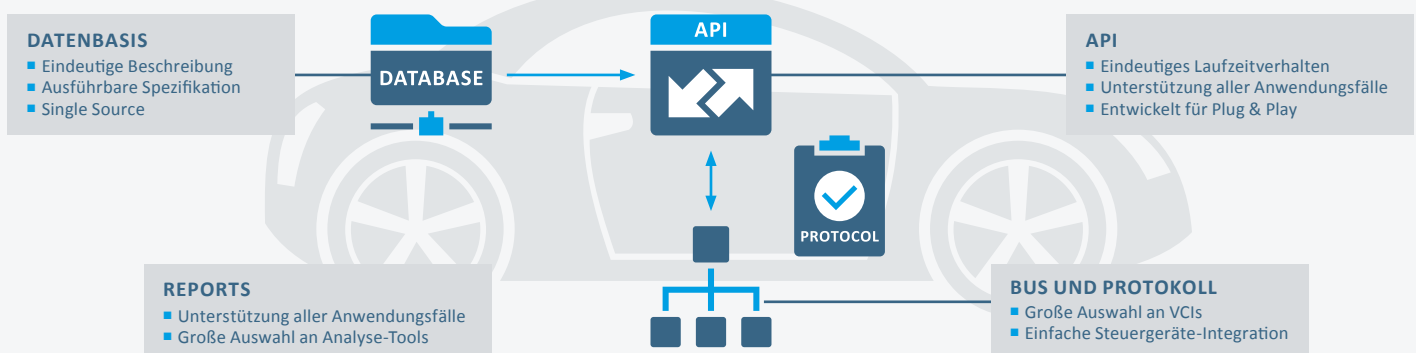 DATENBASIS
■ Eindeutige Beschreibung
■ Ausführbare Spezifikation
■ Single Source
DATABASE
API
API
■ Eindeutiges Laufzeitverhalten
■ Unterstützung aller Anwendungsfälle
■ Entwickelt für Plug & Play
PROTOCOL
REPORTS
■ Unterstützung aller Anwendungsfälle
■ Große Auswahl an Analyse-Tools
BUS UND PROTOKOLL
■ Große Auswahl an VCIs
■ Einfache Steuergeräte-Integration